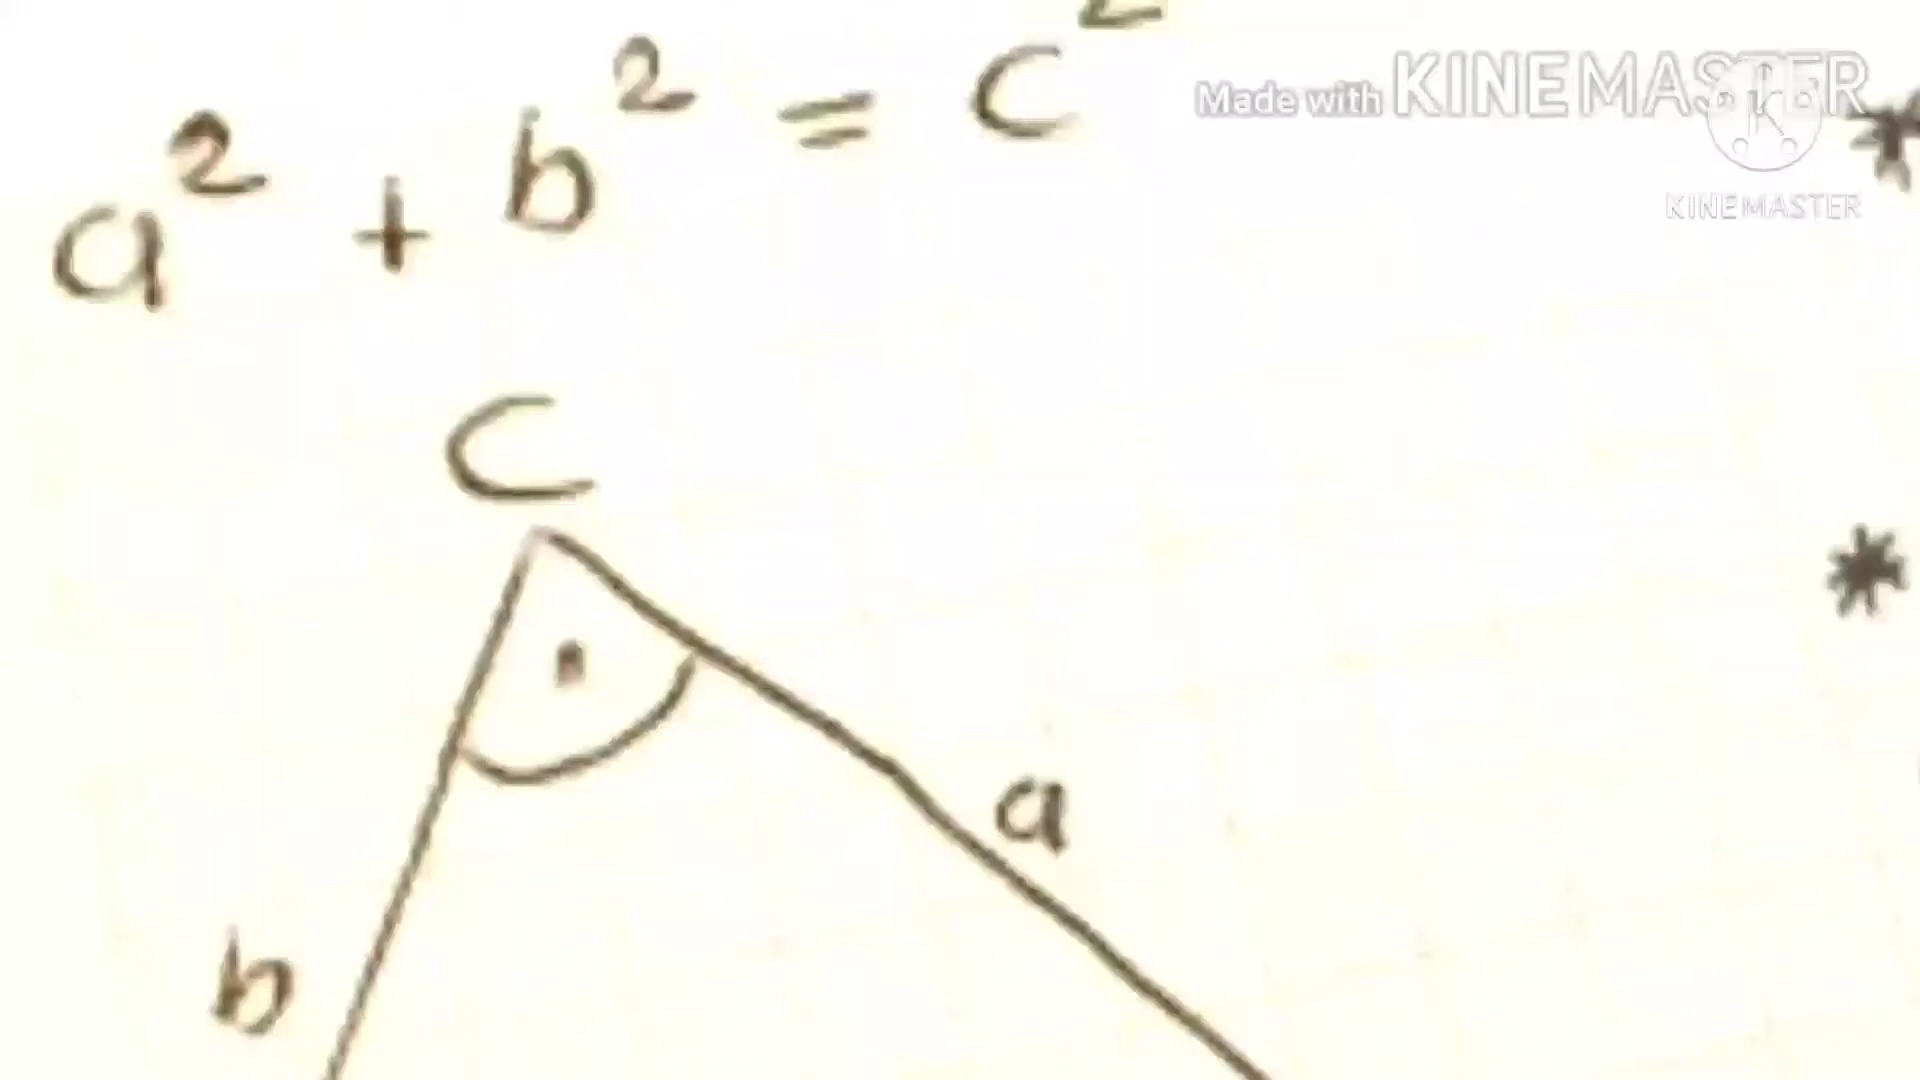 a² + b² = c²
Made with KINEMASTER
KINEMASTER
*
C
*
a
b